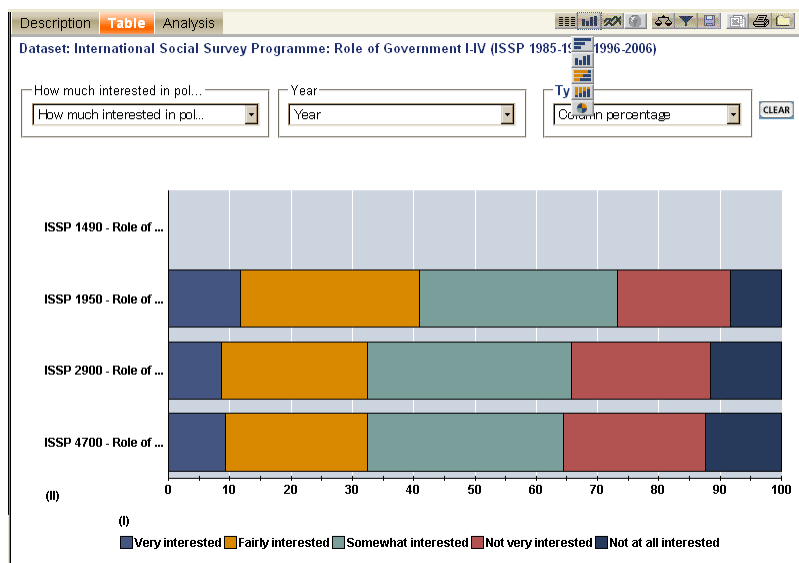 Description Table Analysis
Dataset: International Social Survey Programme: Role of Government I-IV (ISSP 1985-19 1996-2006)
How much interested in pol... Year Ty
How much interested in pol... Year Column percentage CLEAR
ISSP 1490 - Role of ...
ISSP 1950 - Role of ...
ISSP 2900 - Role of ...
ISSP 4700 - Role of ...
(II) 0 10 20 30 40 50 60 70 80 90 100
(I)
Very interested Fairly interested Somewhat interested Not very interested Not at all interested